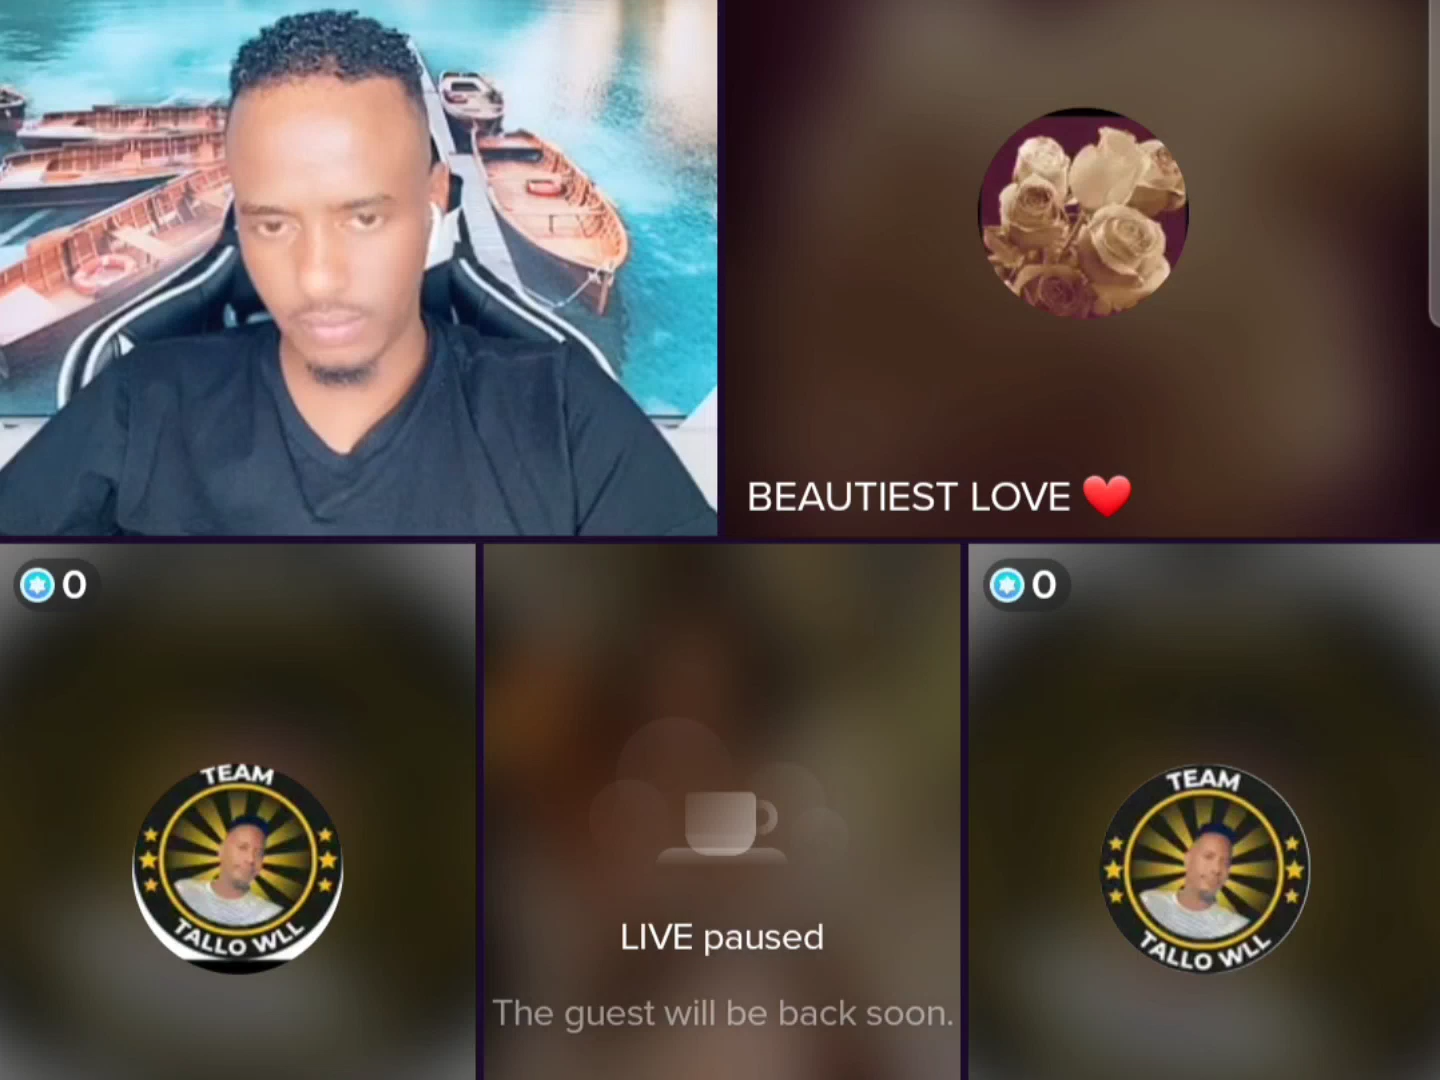 BEAUTIEST LOVE ❤️
0
TEAM
TALLO WLL
LIVE paused
The guest will be back soon.
0
TEAM
TALLO WLL